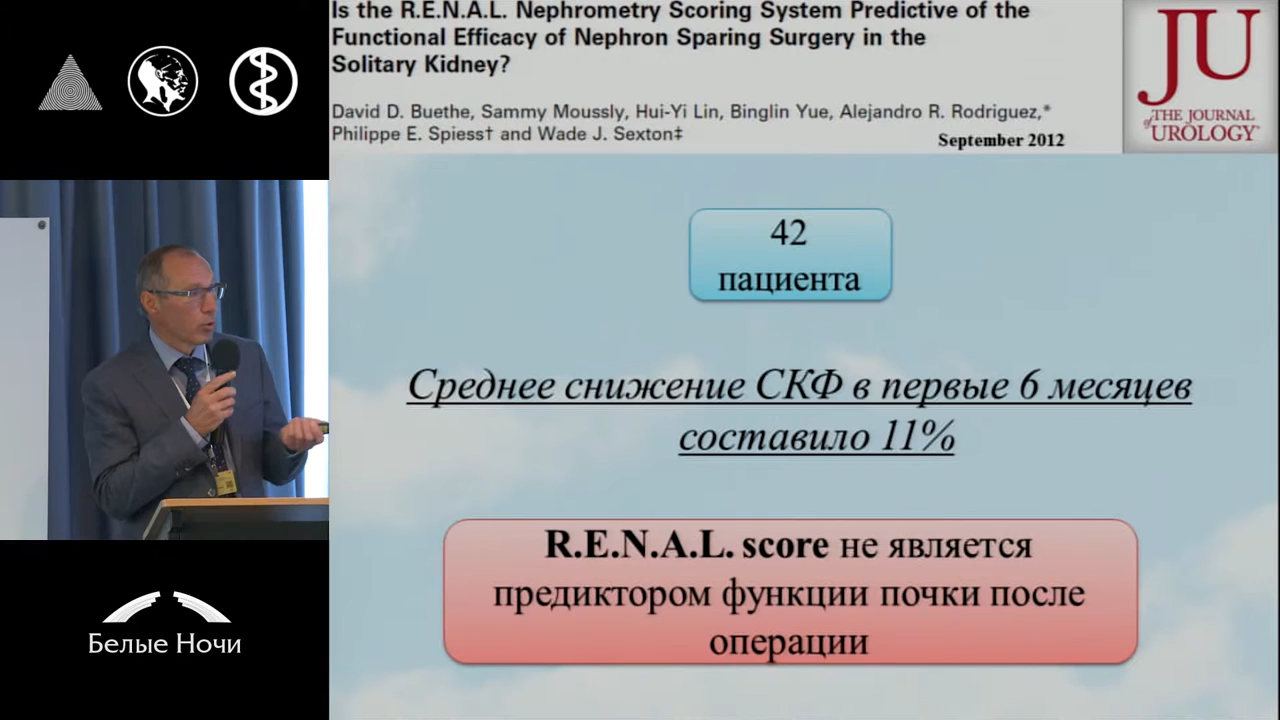 Is the R.E.N.A.L. Nephrometry Scoring System Predictive of the
Functional Efficacy of Nephron Sparing Surgery in the
Solitary Kidney?
David D. Buethe, Sammy Moussly, Hui-Yi Lin, Binglin Yue, Alejandro R. Rodriguez,*
Philippe E. Spiess† and Wade J. Sexton‡
September 2012
JU
THE JOURNAL
of UROLOGY
42
пациента
Среднее снижение СКФ в первые 6 месяцев
составило 11%
R.E.N.A.L. score не является
предиктором функции почки после
операции
Белые Ночи